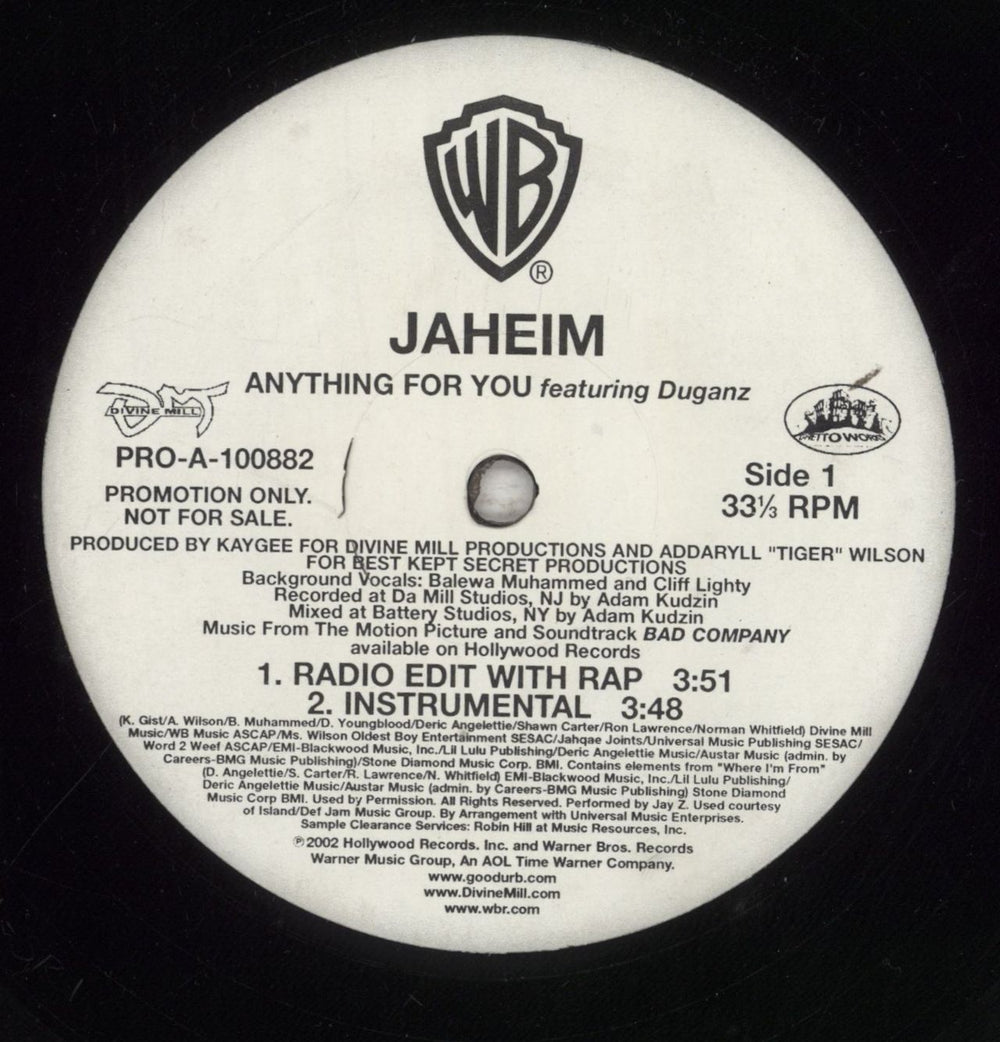 WB
®
JAHEIM
ANYTHING FOR YOU featuring Duganz
DMT
DIVINE MILL
GHETTO WORKS
PRO-A-100882
PROMOTION ONLY.
NOT FOR SALE.
Side 1
33⅓ RPM
PRODUCED BY KAYGEE FOR DIVINE MILL PRODUCTIONS AND ADDARYLL "TIGER" WILSON
FOR BEST KEPT SECRET PRODUCTIONS
Background Vocals: Balewa Muhammed and Cliff Lighty
Recorded at Da Mill Studios, NJ by Adam Kudzin
Mixed at Battery Studios, NY by Adam Kudzin
Music From The Motion Picture and Soundtrack BAD COMPANY
available on Hollywood Records
1. RADIO EDIT WITH RAP 3:51
2. INSTRUMENTAL 3:48
(K. Gist/A. Wilson/B. Muhammed/D. Youngblood/Deric Angelettie/Shawn Carter/Ron Lawrence/Norman Whitfield) Divine Mill
Music/WB Music ASCAP/Ms. Wilson Oldest Boy Entertainment SESAC/Jahqae Joints/Universal Music Publishing SESAC/
Word 2 Weef ASCAP/EMI-Blackwood Music, Inc./Lil Lulu Publishing/Deric Angelettie Music/Austar Music (admin. by
Careers-BMG Music Publishing)/Stone Diamond Music Corp. BMI. Contains elements from "Where I'm From"
(D. Angelettie/S. Carter/R. Lawrence/N. Whitfield) EMI-Blackwood Music, Inc./Lil Lulu Publishing/
Deric Angelettie Music/Austar Music (admin. by Careers-BMG Music Publishing) Stone Diamond
Music Corp BMI. Used by Permission. All Rights Reserved. Performed by Jay Z. Used courtesy
of Island/Def Jam Music Group. By Arrangement with Universal Music Enterprises.
Sample Clearance Services: Robin Hill at Music Resources, Inc.
℗2002 Hollywood Records. Inc. and Warner Bros. Records
Warner Music Group, An AOL Time Warner Company.
www.goodurb.com
www.DivineMill.com
www.wbr.com